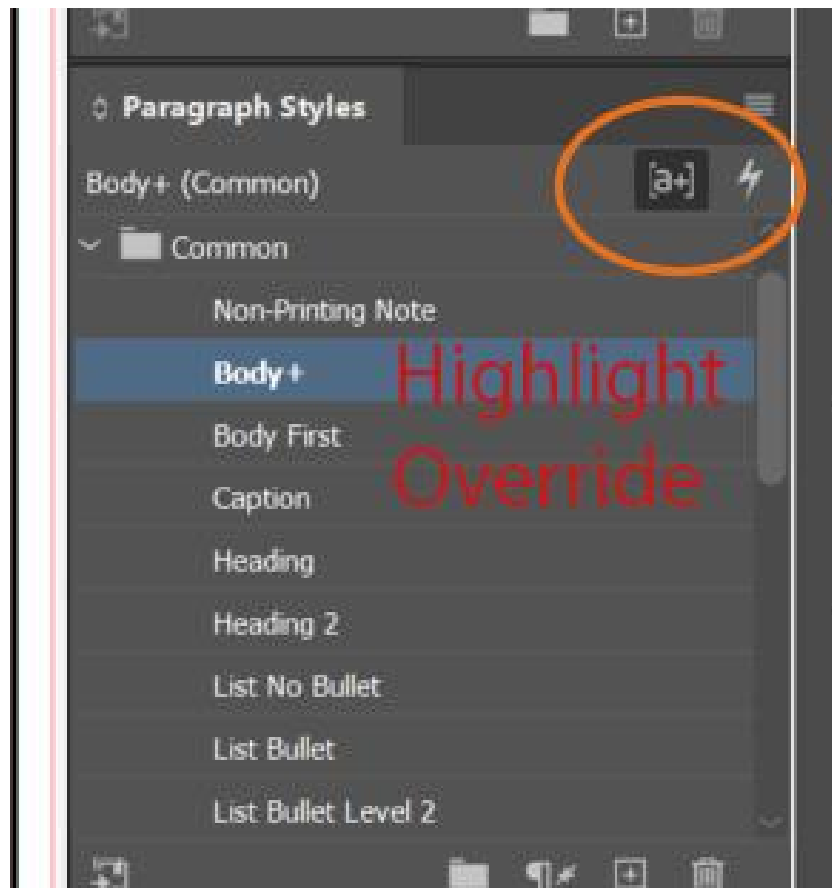 Paragraph Styles
Body+ (Common)
[a+]
Common
Non-Printing Note
Body+
Highlight
Body First
Override
Caption
Heading
Heading 2
List No Bullet
List Bullet
List Bullet Level 2